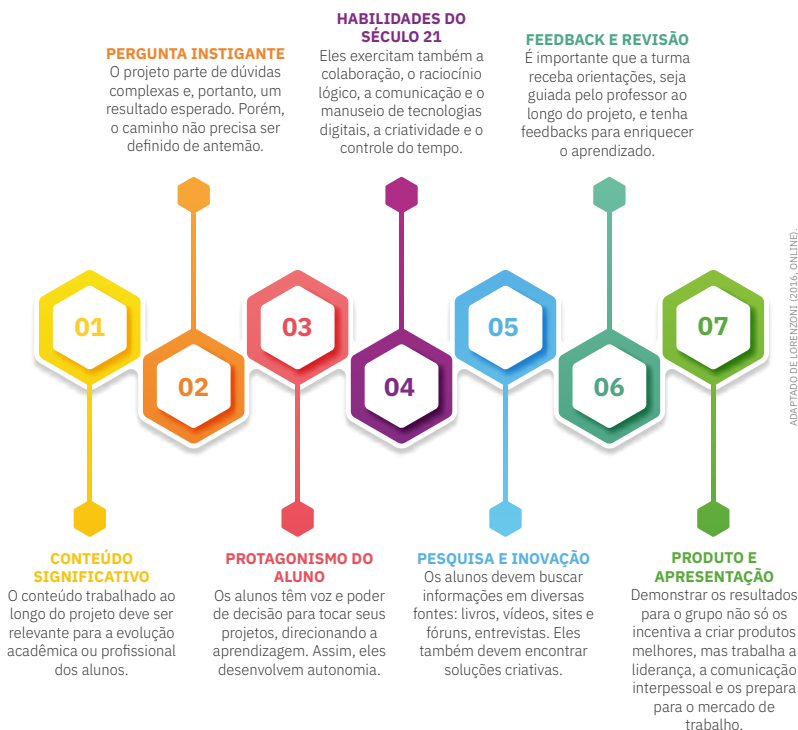 HABILIDADES DO
SÉCULO 21
Eles exercitam também a
colaboração, o raciocínio
lógico, a comunicação e o
manuseio de tecnologias
digitais, a criatividade e o
controle do tempo.
PERGUNTA INSTIGANTE
O projeto parte de dúvidas
complexas e, portanto, um
resultado esperado. Porém,
o caminho não precisa ser
definido de antemão.
FEEDBACK E REVISÃO
É importante que a turma
receba orientações, seja
guiada pelo professor ao
longo do projeto, e tenha
feedbacks para enriquecer
o aprendizado.
01
02
03
04
05
06
07
ADAPTADO DE LORENZONI (2016, ONLINE).
CONTEÚDO
SIGNIFICATIVO
O conteúdo trabalhado ao
longo do projeto deve ser
relevante para a evolução
acadêmica ou profissional
dos alunos.
PROTAGONISMO DO
ALUNO
Os alunos têm voz e poder
de decisão para tocar seus
projetos, direcionando a
aprendizagem. Assim, eles
desenvolvem autonomia.
PESQUISA E INOVAÇÃO
Os alunos devem buscar
informações em diversas
fontes: livros, vídeos, sites e
fóruns, entrevistas. Eles
também devem encontrar
soluções criativas.
PRODUTO E
APRESENTAÇÃO
Demonstrar os resultados
para o grupo não só os
incentiva a criar produtos
melhores, mas trabalha a
liderança, a comunicação
interpessoal e os prepara
para o mercado de
trabalho.